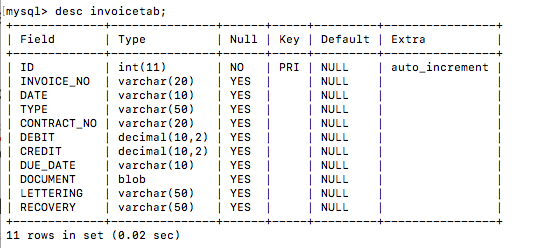 mysql> desc invoicetab;
+-------------+---------------+------+-----+---------+----------------+
| Field       | Type          | Null | Key | Default | Extra          |
+-------------+---------------+------+-----+---------+----------------+
| ID          | int(11)       | NO   | PRI | NULL    | auto_increment |
| INVOICE_NO  | varchar(20)   | YES  |     | NULL    |                |
| DATE        | varchar(10)   | YES  |     | NULL    |                |
| TYPE        | varchar(50)   | YES  |     | NULL    |                |
| CONTRACT_NO | varchar(20)   | YES  |     | NULL    |                |
| DEBIT       | decimal(10,2) | YES  |     | NULL    |                |
| CREDIT      | decimal(10,2) | YES  |     | NULL    |                |
| DUE_DATE    | varchar(10)   | YES  |     | NULL    |                |
| DOCUMENT    | blob          | YES  |     | NULL    |                |
| LETTERING   | varchar(50)   | YES  |     | NULL    |                |
| RECOVERY    | varchar(50)   | YES  |     | NULL    |                |
+-------------+---------------+------+-----+---------+----------------+
11 rows in set (0.02 sec)